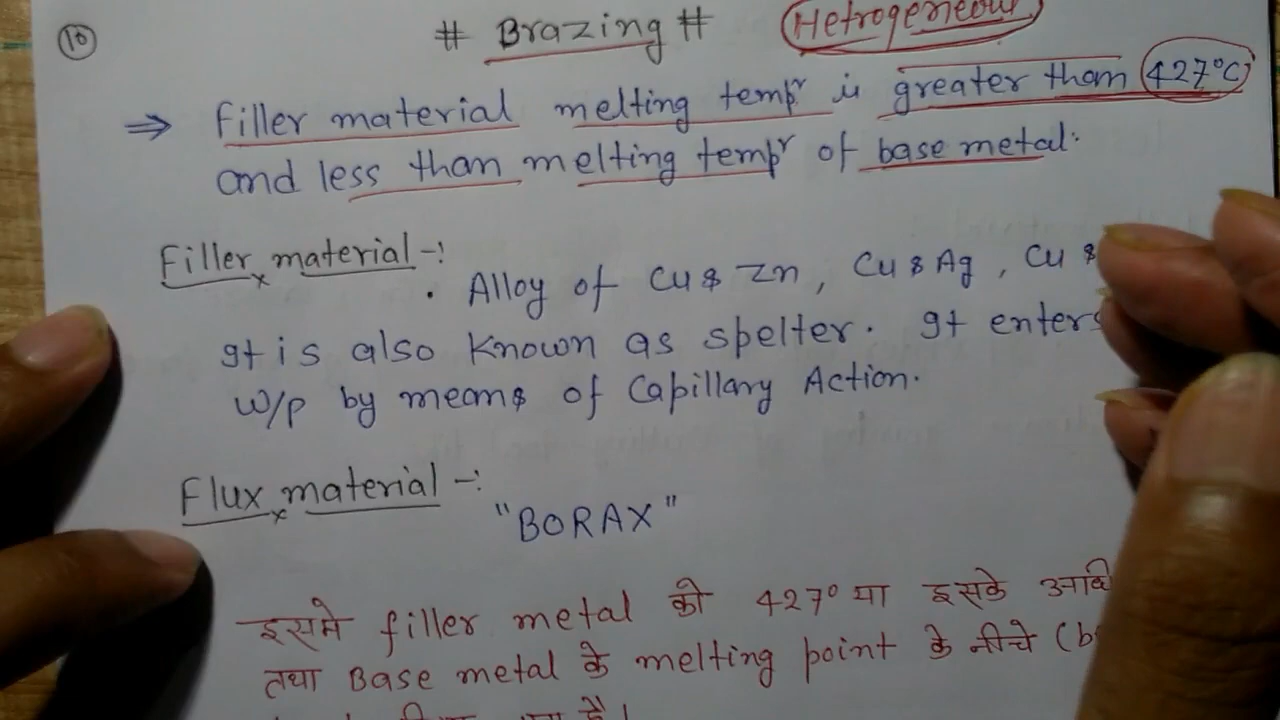 10
# Brazing # Hetrogeneous
⇒ Filler material melting tempr is greater than 427°C
and less than melting tempr of base metal.
Filler material -:
. Alloy of Cu & Zn, Cu & Ag, Cu &
It is also known as spelter. It enters
w/p by means of Capillary Action.
Flux material -:
"BORAX"
इसमे filler metal को 427° या इसके
तथा Base metal के melting point के नीचे
है।